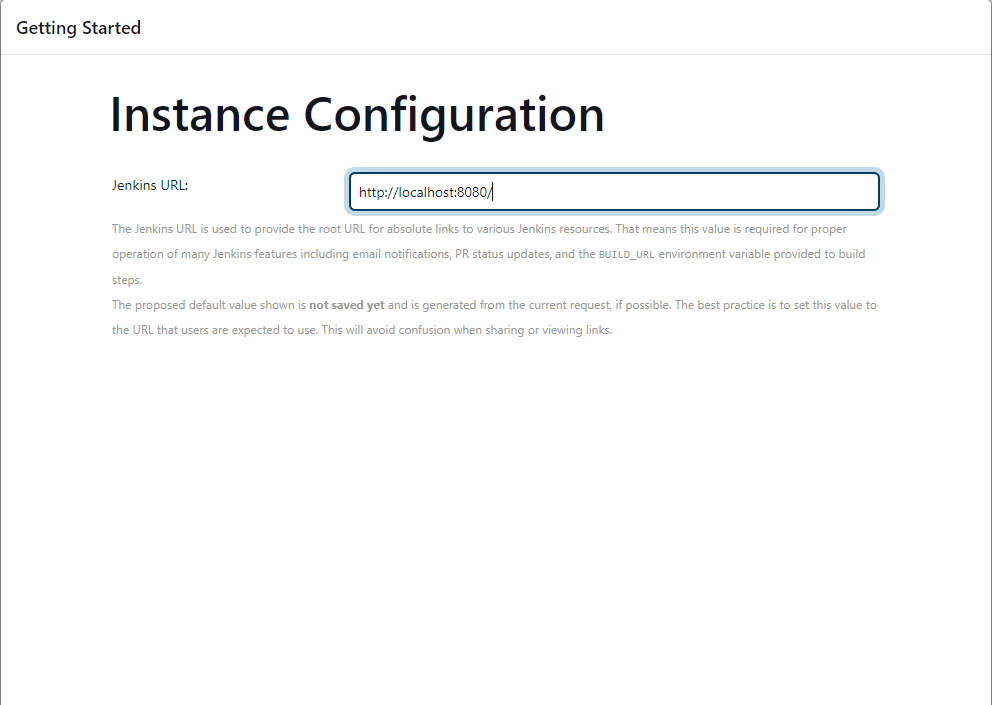 Getting Started
Instance Configuration
Jenkins URL:
http://localhost:8080/
The Jenkins URL is used to provide the root URL for absolute links to various Jenkins resources. That means this value is required for proper
operation of many Jenkins features including email notifications, PR status updates, and the BUILD_URL environment variable provided to build
steps.
The proposed default value shown is not saved yet and is generated from the current request, if possible. The best practice is to set this value to
the URL that users are expected to use. This will avoid confusion when sharing or viewing links.